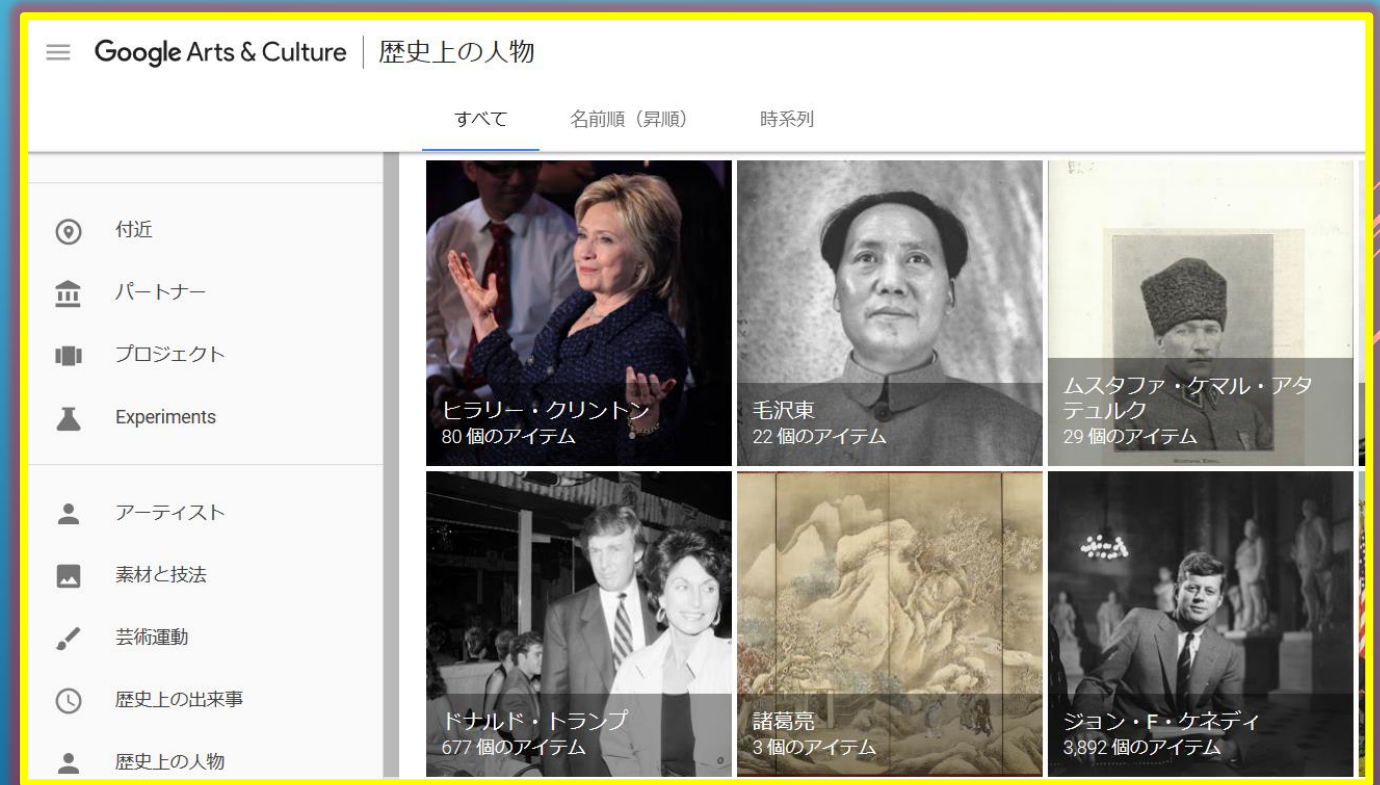 Google Arts & Culture | 歴史上の人物
すべて 名前順（昇順） 時系列
付近
パートナー
プロジェクト
Experiments
アーティスト
素材と技法
芸術運動
歴史上の出来事
歴史上の人物
ヒラリー・クリントン
80 個のアイテム
毛沢東
22 個のアイテム
ムスタファ・ケマル・アタ
テュルク
29 個のアイテム
ドナルド・トランプ
677 個のアイテム
諸葛亮
3 個のアイテム
ジョン・F・ケネディ
3,892 個のアイテム